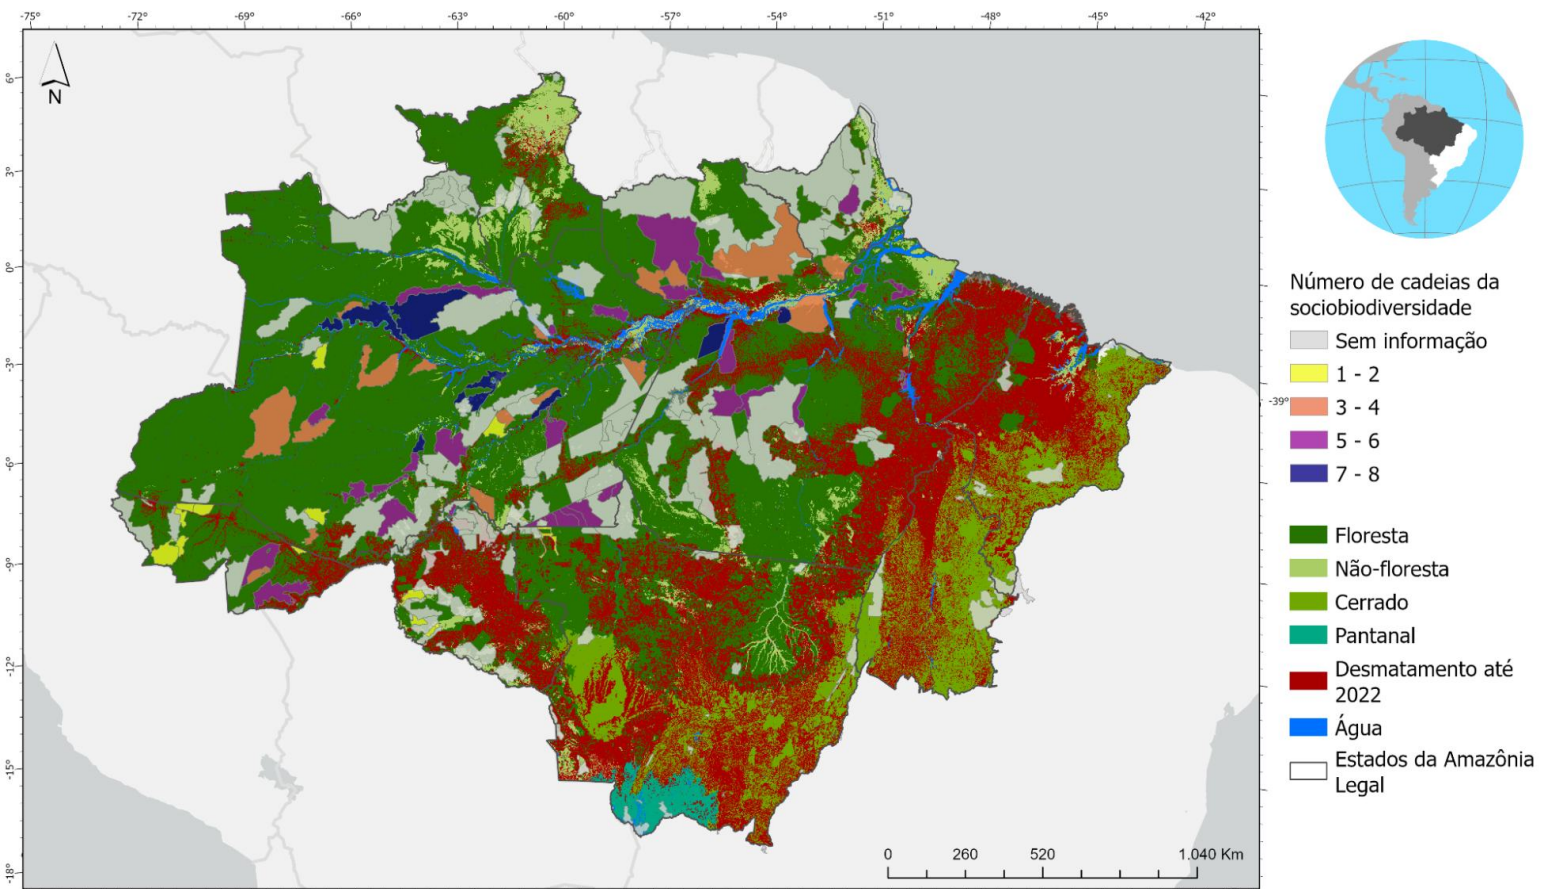 -75 -72 -69 -66 -63 -60 -57 -54 -51 -48 -45 -42
6°
3°
0°
-3°
-6°
-9°
-12°
-15°
-18°
-39°
N
0 260 520 1.040 Km
Número de cadeias da
sociobiodiversidade
Sem informação
1 - 2
3 - 4
5 - 6
7 - 8
Floresta
Não-floresta
Cerrado
Pantanal
Desmatamento até
2022
Água
Estados da Amazônia
Legal